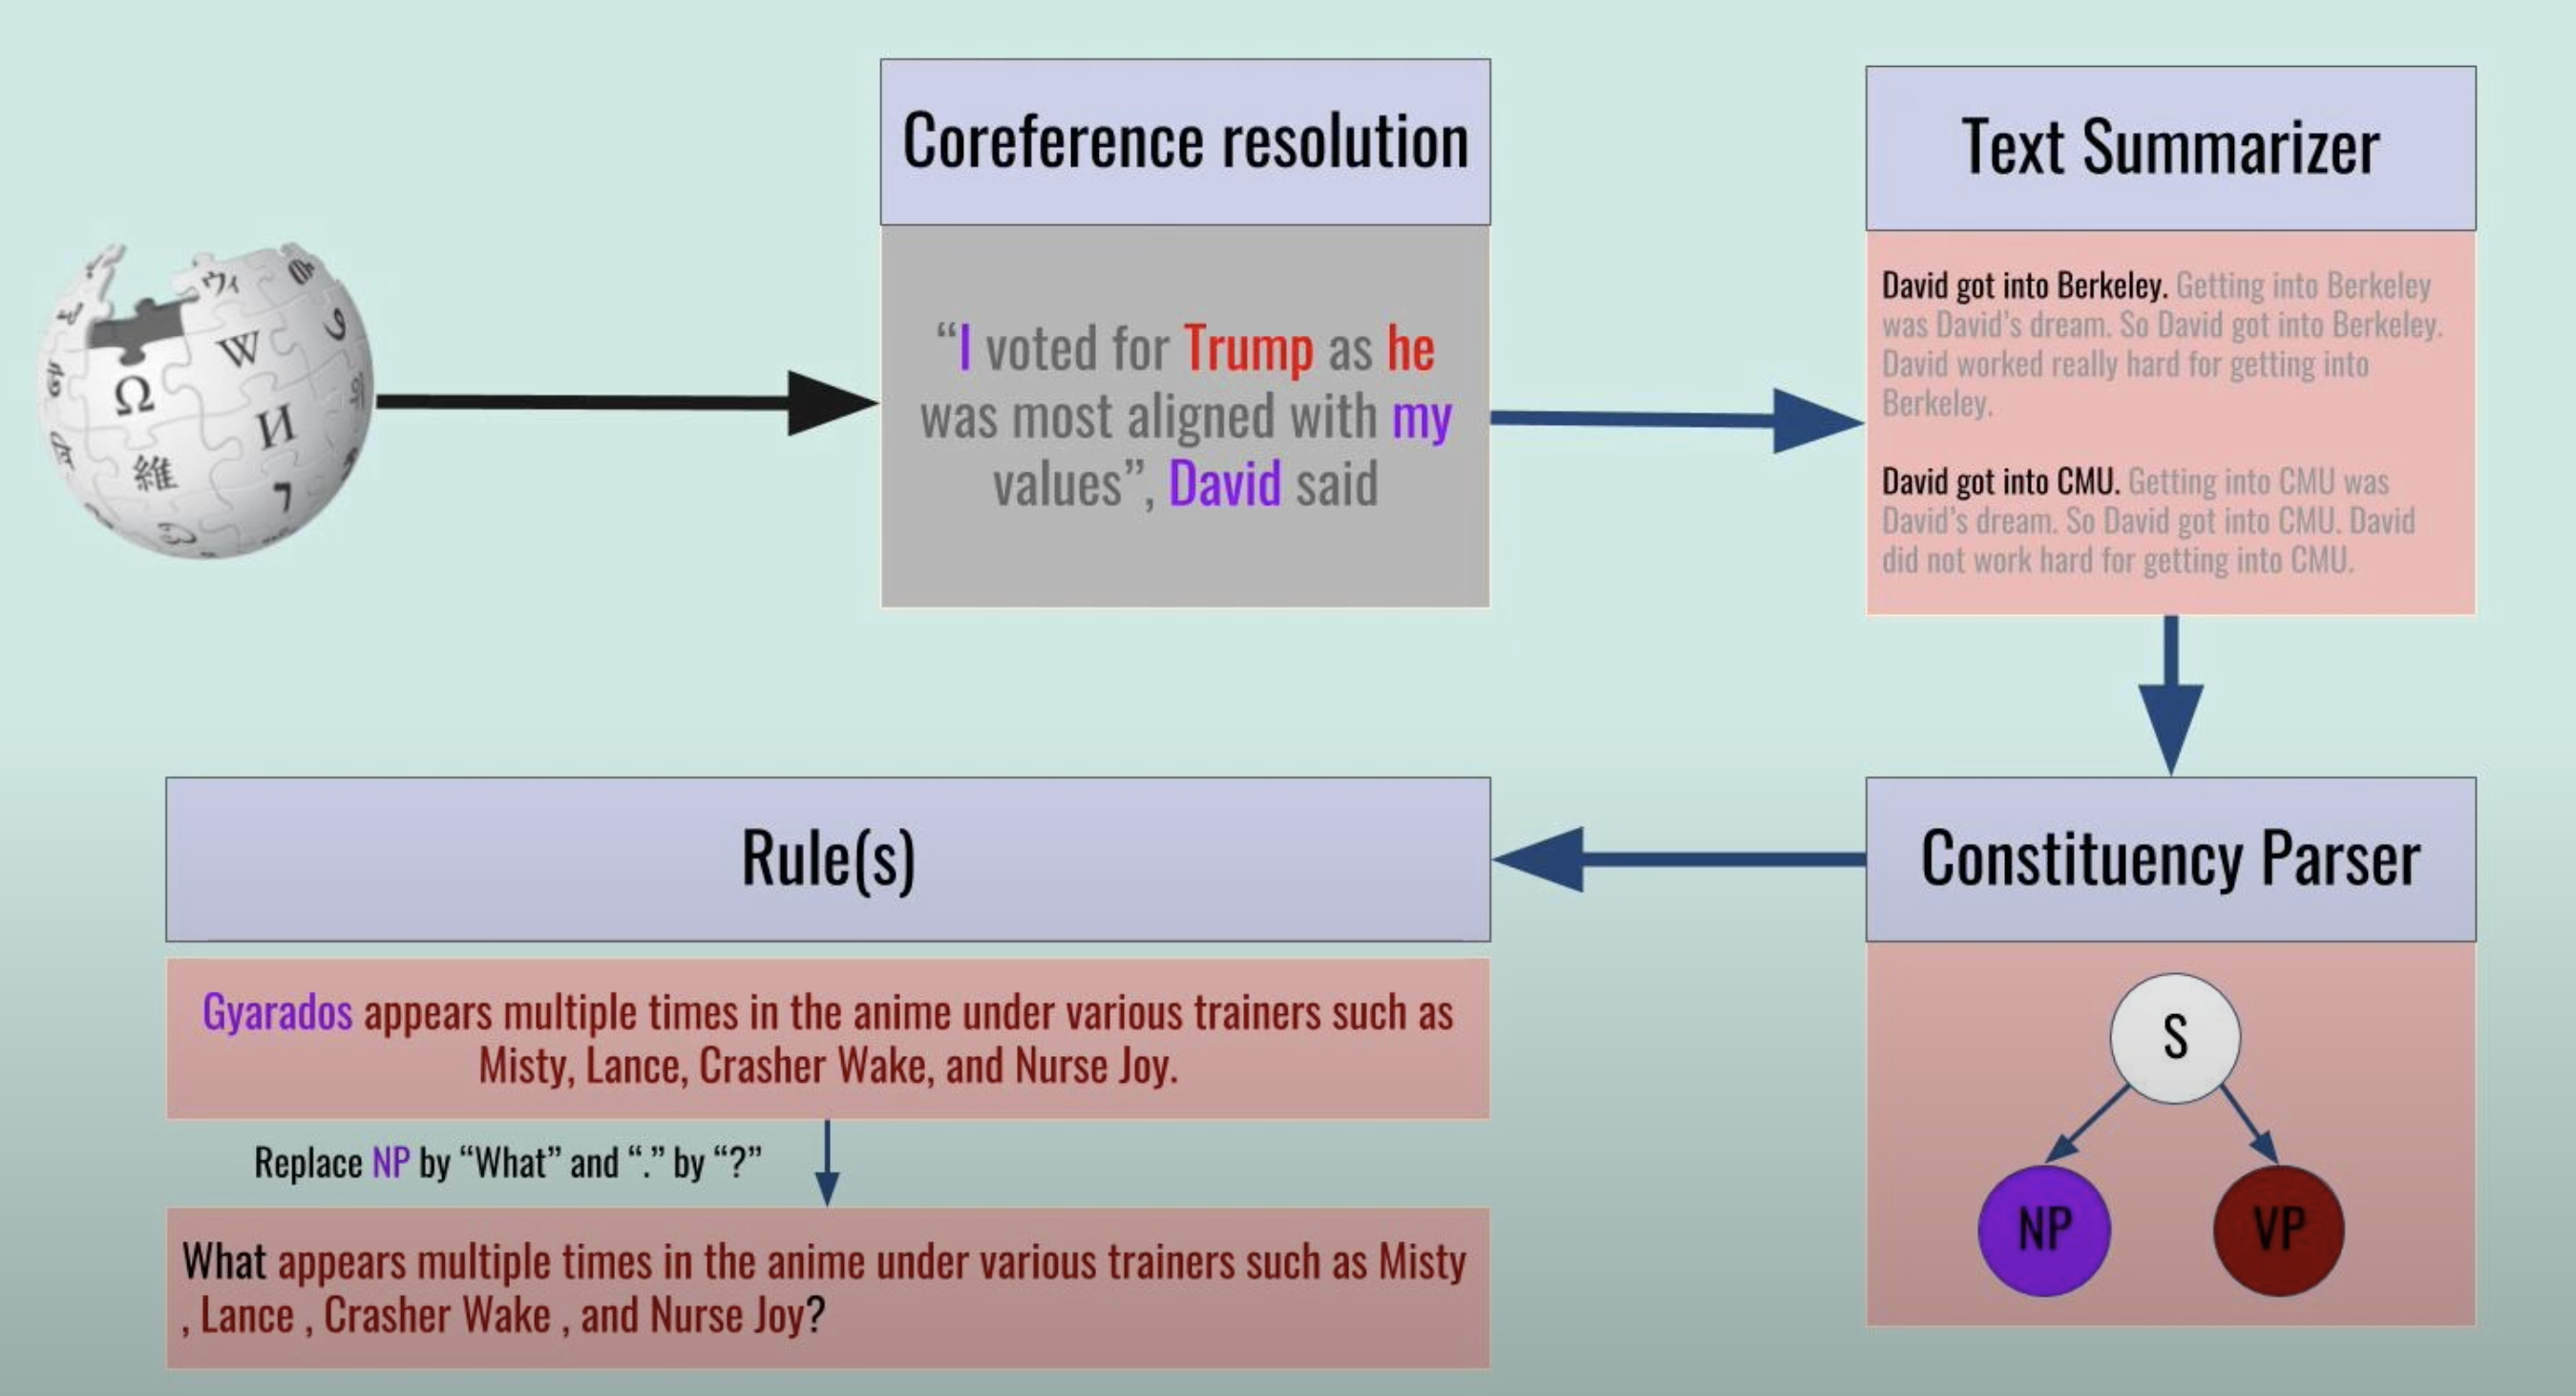 Coreference resolution
“I voted for Trump as he
was most aligned with my
values”, David said
Text Summarizer
David got into Berkeley. Getting into Berkeley
was David’s dream. So David got into Berkeley.
David worked really hard for getting into
Berkeley.
David got into CMU. Getting into CMU was
David’s dream. So David got into CMU. David
did not work hard for getting into CMU.
Ω
W
И
維
ウィ
7
Constituency Parser
S
NP
VP
Rule(s)
Gyarados appears multiple times in the anime under various trainers such as
Misty, Lance, Crasher Wake, and Nurse Joy.
Replace NP by “What” and “.” by “?”
What appears multiple times in the anime under various trainers such as Misty
, Lance , Crasher Wake , and Nurse Joy?